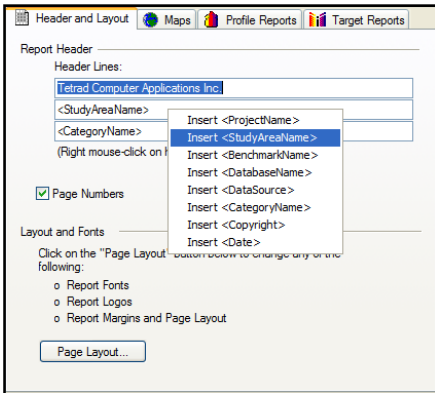 Header and Layout Maps Profile Reports Target Reports
Report Header
Header Lines:
Tetrad Computer Applications Inc.
<StudyAreaName>
<CategoryName>
(Right mouse-click on
Insert <ProjectName>
Insert <StudyAreaName>
Insert <BenchmarkName>
Insert <DatabaseName>
Insert <DataSource>
Insert <CategoryName>
Insert <Copyright>
Insert <Date>
Page Numbers
Layout and Fonts
Click on the "Page Layout" button below to change any of the
following:
o Report Fonts
o Report Logos
o Report Margins and Page Layout
Page Layout...